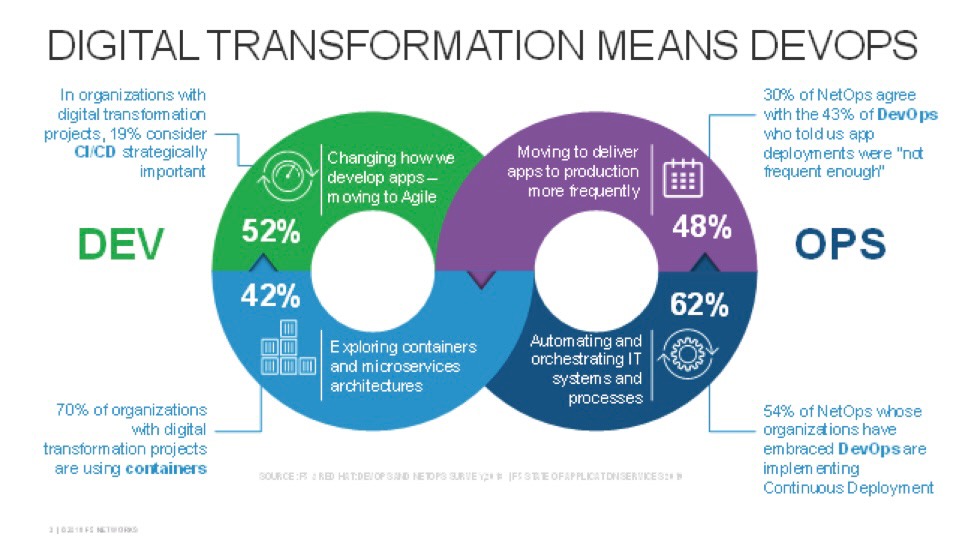 DIGITAL TRANSFORMATION MEANS DEVOPS
In organizations with
digital transformation
projects, 19% consider
CI/CD strategically
important
30% of NetOps agree
with the 43% of DevOps
who told us app
deployments were "not
frequent enough"
Changing how we
develop apps –
moving to Agile
52%
Moving to deliver
apps to production
more frequently
48%
DEV
OPS
42%
Exploring containers
and microservices
architectures
62%
Automating and
orchestrating IT
systems and
processes
70% of organizations
with digital
transformation projects
are using containers
54% of NetOps whose
organizations have
embraced DevOps are
implementing
Continuous Deployment
SOURCE: F5 & RED HAT: DEVOPS AND NETOPS SURVEY | F5 STATE OF APPLICATION SERVICES
F5 NETWORKS